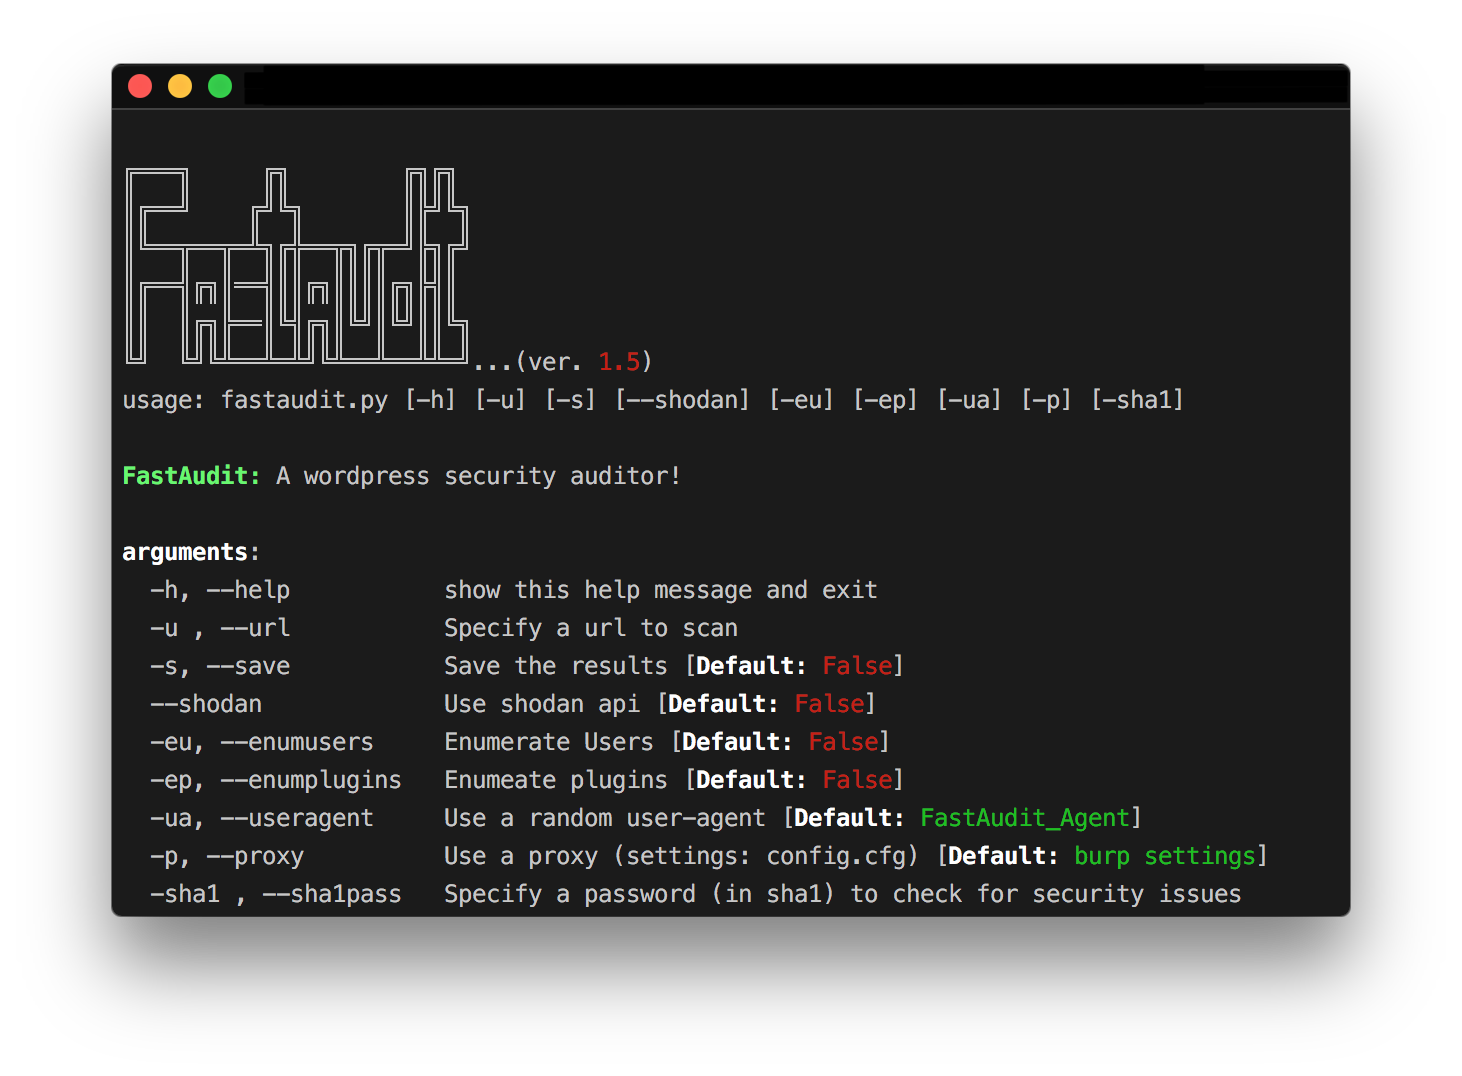 FastAudit
...(ver. 1.5)
usage: fastaudit.py [-h] [-u] [-s] [--shodan] [-eu] [-ep] [-ua] [-p] [-sha1]
FastAudit: A wordpress security auditor!
arguments:
-h, --help show this help message and exit
-u , --url Specify a url to scan
-s, --save Save the results [Default: False]
--shodan Use shodan api [Default: False]
-eu, --enumusers Enumerate Users [Default: False]
-ep, --enumplugins Enumeate plugins [Default: False]
-ua, --useragent Use a random user-agent [Default: FastAudit_Agent]
-p, --proxy Use a proxy (settings: config.cfg) [Default: burp settings]
-sha1 , --sha1pass Specify a password (in sha1) to check for security issues